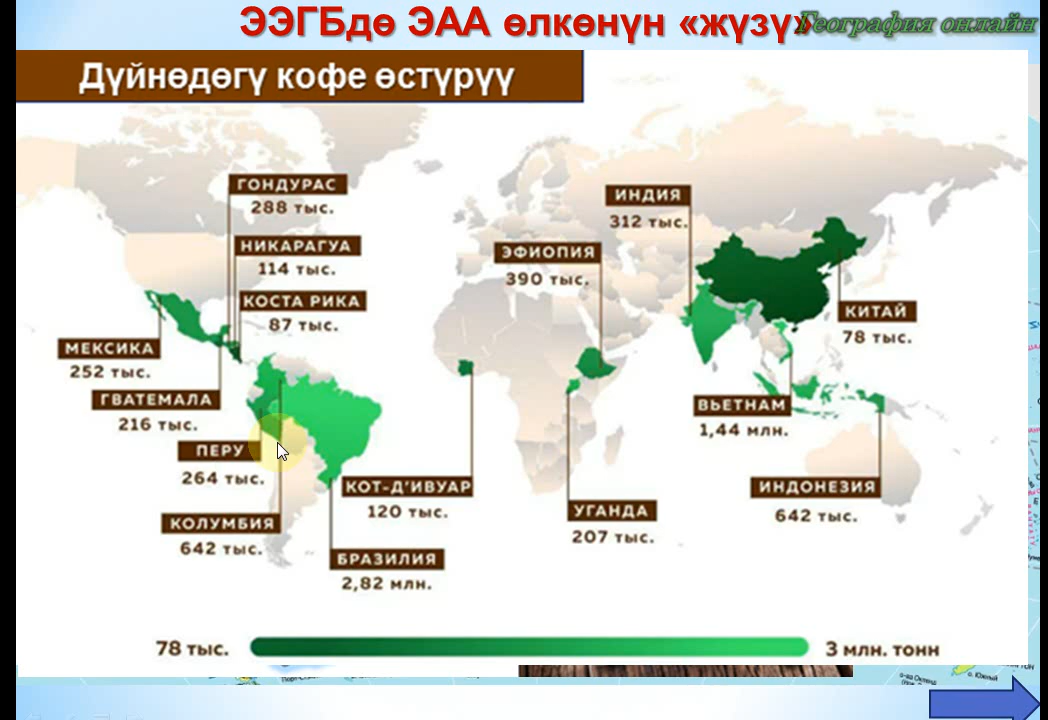 ЭЭГБдө ЭАА өлкөнүн «жүзү»
География онлайн
Дүйнөдөгү кофе өстүрүү
ГОНДУРАС
288 тыс.
НИКАРАГУА
114 тыс.
КОСТА РИКА
87 тыс.
МЕКСИКА
252 тыс.
ГВАТЕМАЛА
216 тыс.
ПЕРУ
264 тыс.
КОЛУМБИЯ
642 тыс.
БРАЗИЛИЯ
2,82 млн.
КОТ-Д’ИВУАР
120 тыс.
ЭФИОПИЯ
390 тыс.
УГАНДА
207 тыс.
ИНДИЯ
312 тыс.
КИТАЙ
78 тыс.
ВЬЕТНАМ
1,44 млн.
ИНДОНЕЗИЯ
642 тыс.
78 тыс.
3 млн. тонн
о. Южный